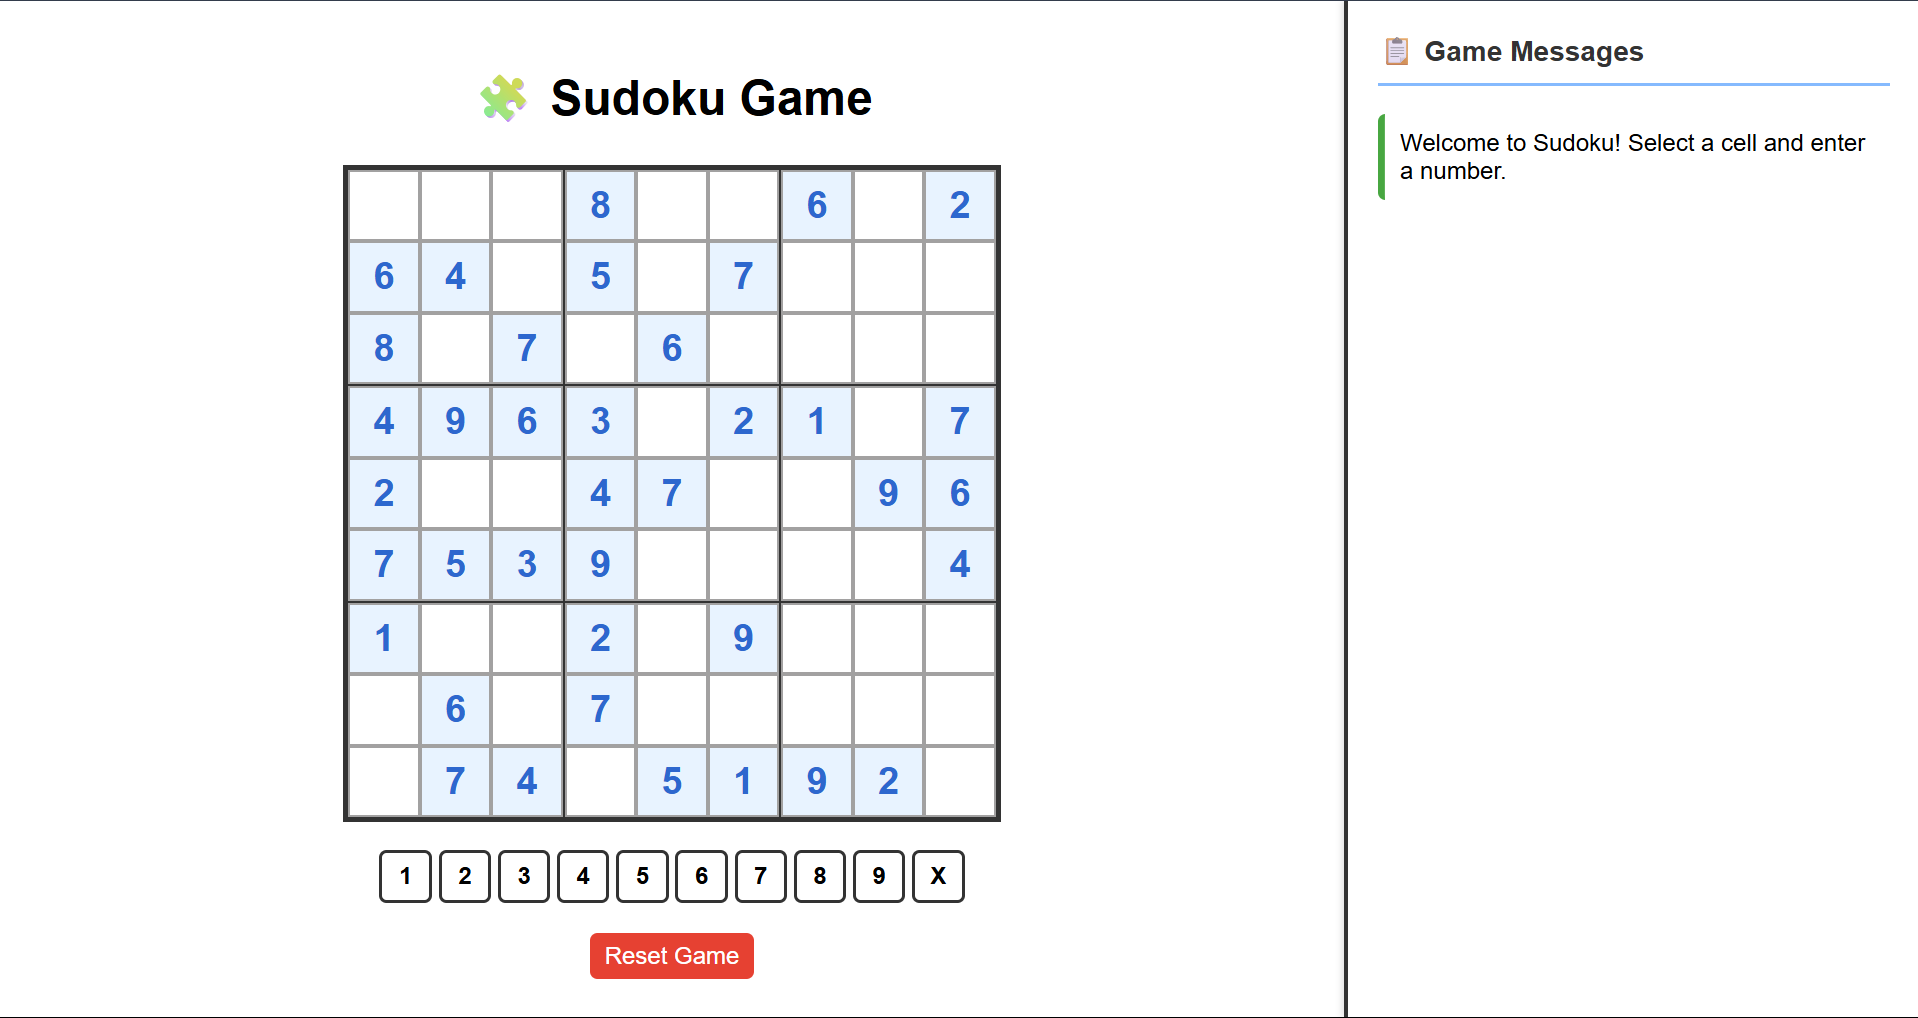 Sudoku Game
8 6 2
6 4 5 7
8 7 6
4 9 6 3 2 1 7
2 4 7 9 6
7 5 3 9 4
1 2 9
6 7
7 4 5 1 9 2
1 2 3 4 5 6 7 8 9 X
Reset Game
Game Messages
Welcome to Sudoku! Select a cell and enter
a number.